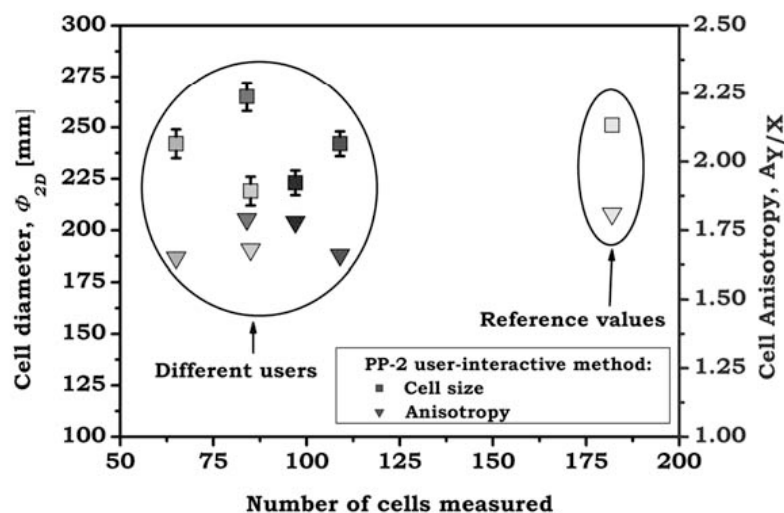 300
275
250
225
200
175
150
125
100
Cell diameter, Φ2D [mm]
2.50
2.25
2.00
1.75
1.50
1.25
1.00
Cell Anisotropy, AY/X
Different users
Reference values
PP-2 user-interactive method:
Cell size
Anisotropy
50 75 100 125 150 175 200
Number of cells measured